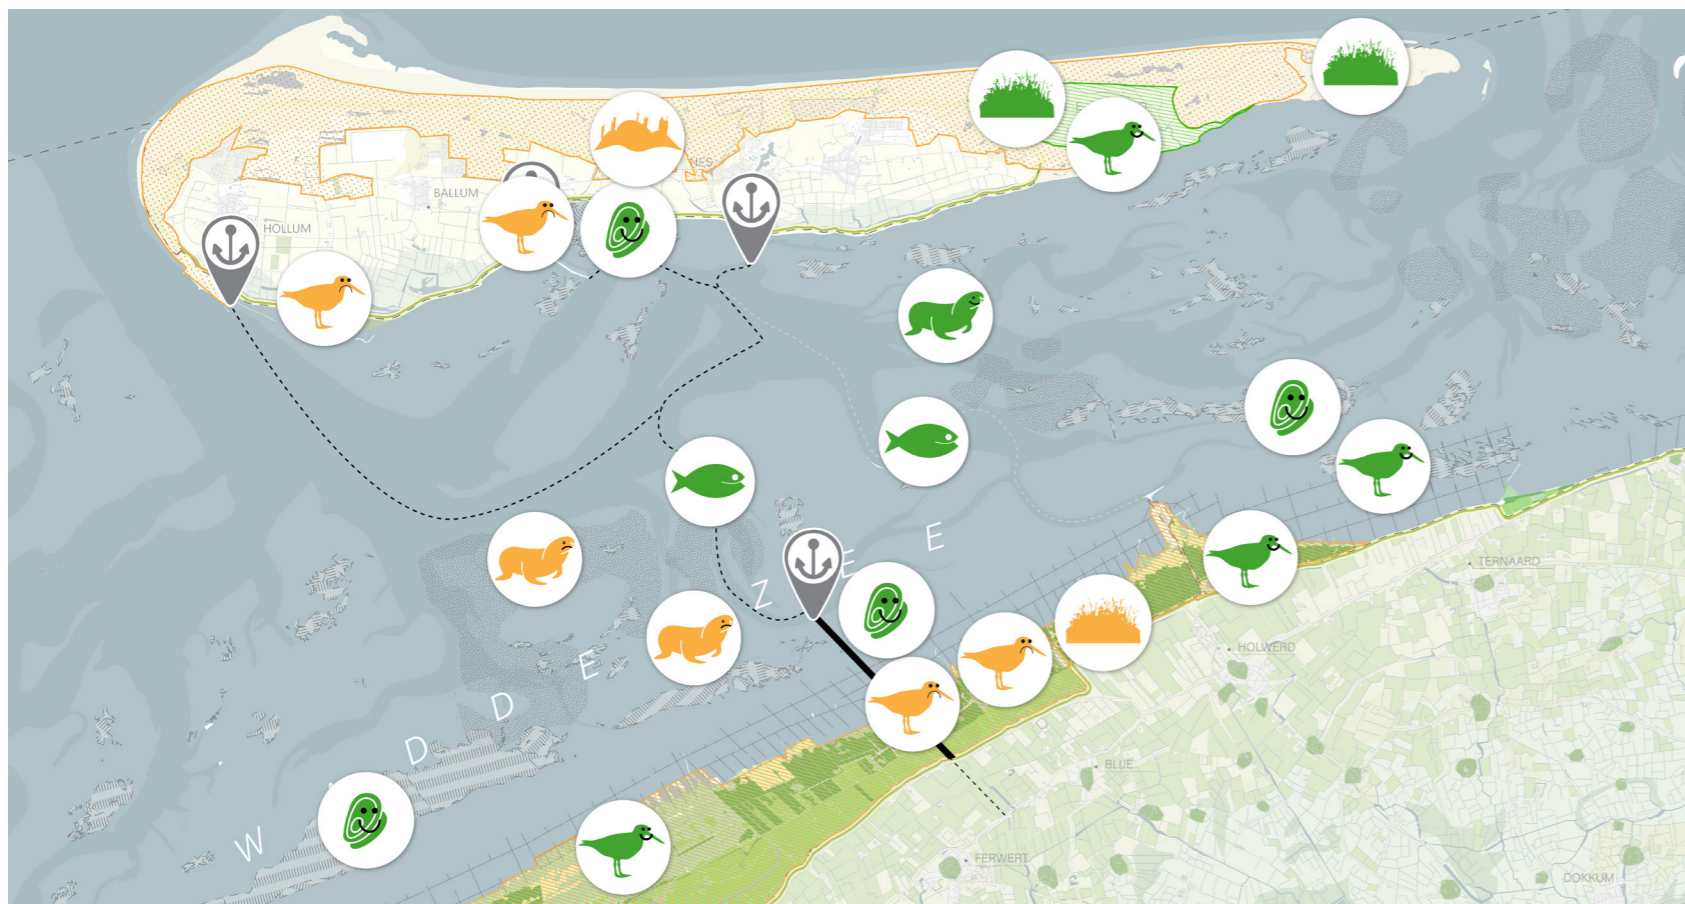 NES
BALLUM
HOLLUM
W
D
D
E
Z
E
E
TERNAARD
HOLWERD
BLIJE
FERWERT
DOKKUM